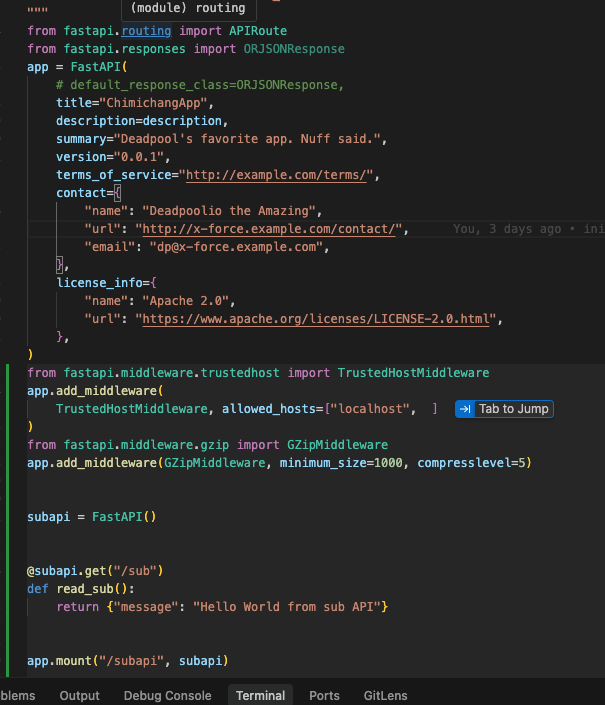 (module) routing
"""
from fastapi.routing import APIRoute
from fastapi.responses import ORJSONResponse
app = FastAPI(
    # default_response_class=ORJSONResponse,
    title="ChimichangApp",
    description=description,
    summary="Deadpool's favorite app. Nuff said.",
    version="0.0.1",
    terms_of_service="http://example.com/terms/",
    contact={
        "name": "Deadpoolio the Amazing",
        "url": "http://x-force.example.com/contact/", You, 3 days ago • ini
        "email": "dp@x-force.example.com",
    },
    license_info={
        "name": "Apache 2.0",
        "url": "https://www.apache.org/licenses/LICENSE-2.0.html",
    },
)
from fastapi.middleware.trustedhost import TrustedHostMiddleware
app.add_middleware(
    TrustedHostMiddleware, allowed_hosts=["localhost",  ] Tab to Jump
)
from fastapi.middleware.gzip import GZipMiddleware
app.add_middleware(GZipMiddleware, minimum_size=1000, compresslevel=5)
subapi = FastAPI()
@subapi.get("/sub")
def read_sub():
    return {"message": "Hello World from sub API"}
app.mount("/subapi", subapi)
oblems Output Debug Console Terminal Ports GitLens